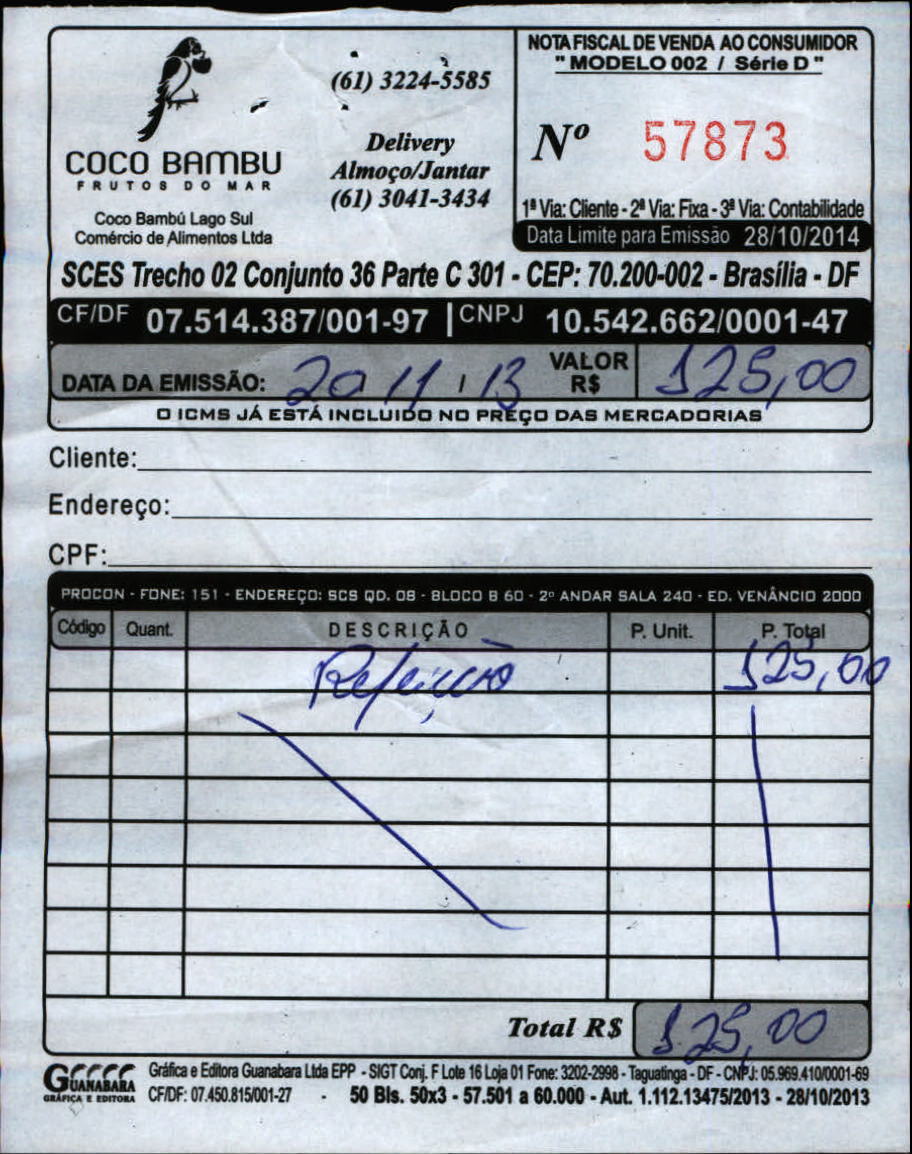 COCO BAMBU
FRUTOS DO MAR
Coco Bambú Lago Sul
Comércio de Alimentos Ltda
(61) 3224-5585
Delivery
Almoço/Jantar
(61) 3041-3434
NOTA FISCAL DE VENDA AO CONSUMIDOR
" MODELO 002 / Série D "
Nº 57873
1ª Via: Cliente - 2ª Via: Fixa - 3ª Via: Contabilidade
Data Limite para Emissão 28/10/2014
SCES Trecho 02 Conjunto 36 Parte C 301 - CEP: 70.200-002 - Brasília - DF
CF/DF 07.514.387/001-97 | CNPJ 10.542.662/0001-47
DATA DA EMISSÃO: 20/11/13 VALOR R$ 125,00
O ICMS JÁ ESTÁ INCLUIDO NO PREÇO DAS MERCADORIAS
Cliente:
Endereço:
CPF:
PROCON - FONE: 151 - ENDEREÇO: SCS QD. 08 - BLOCO B 60 - 2º ANDAR SALA 240 - ED. VENÂNCIO 2000
Código Quant. DESCRIÇÃO P. Unit. P. Total
Refeição 125,00
Total R$ 125,00
GUANABARA
GRÁFICA E EDITORA
Gráfica e Editora Guanabara Ltda EPP - SIGT Conj. F Lote 16 Loja 01 Fone: 3202-2998 - Taguatinga - DF - CNPJ: 05.969.410/0001-69
CF/DF: 07.450.815/001-27 - 50 Bls. 50x3 - 57.501 a 60.000 - Aut. 1.112.13475/2013 - 28/10/2013